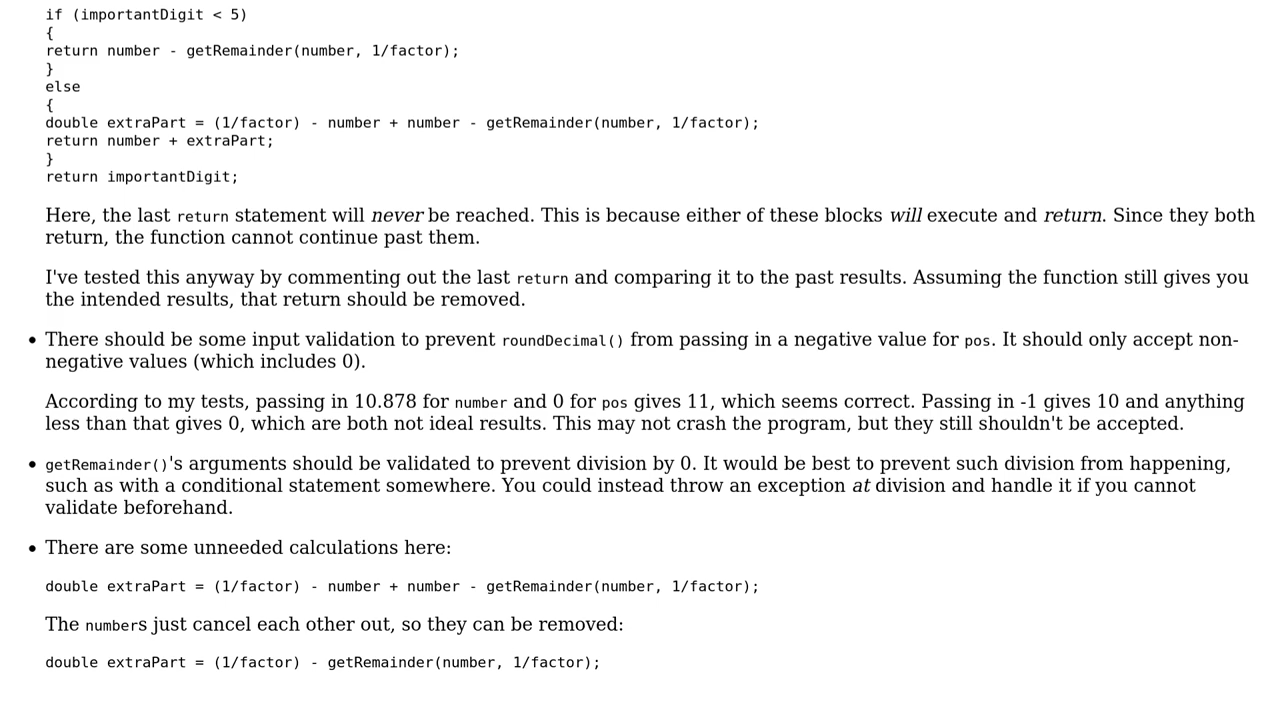 if (importantDigit < 5)
{
return number - getRemainder(number, 1/factor);
}
else
{
double extraPart = (1/factor) - number + number - getRemainder(number, 1/factor);
return number + extraPart;
}
return importantDigit;
Here, the last return statement will never be reached. This is because either of these blocks will execute and return. Since they both
return, the function cannot continue past them.
I've tested this anyway by commenting out the last return and comparing it to the past results. Assuming the function still gives you
the intended results, that return should be removed.
• There should be some input validation to prevent roundDecimal() from passing in a negative value for pos. It should only accept non-
negative values (which includes 0).
According to my tests, passing in 10.878 for number and 0 for pos gives 11, which seems correct. Passing in -1 gives 10 and anything
less than that gives 0, which are both not ideal results. This may not crash the program, but they still shouldn't be accepted.
• getRemainder()'s arguments should be validated to prevent division by 0. It would be best to prevent such division from happening,
such as with a conditional statement somewhere. You could instead throw an exception at division and handle it if you cannot
validate beforehand.
• There are some unneeded calculations here:
double extraPart = (1/factor) - number + number - getRemainder(number, 1/factor);
The numbers just cancel each other out, so they can be removed:
double extraPart = (1/factor) - getRemainder(number, 1/factor);